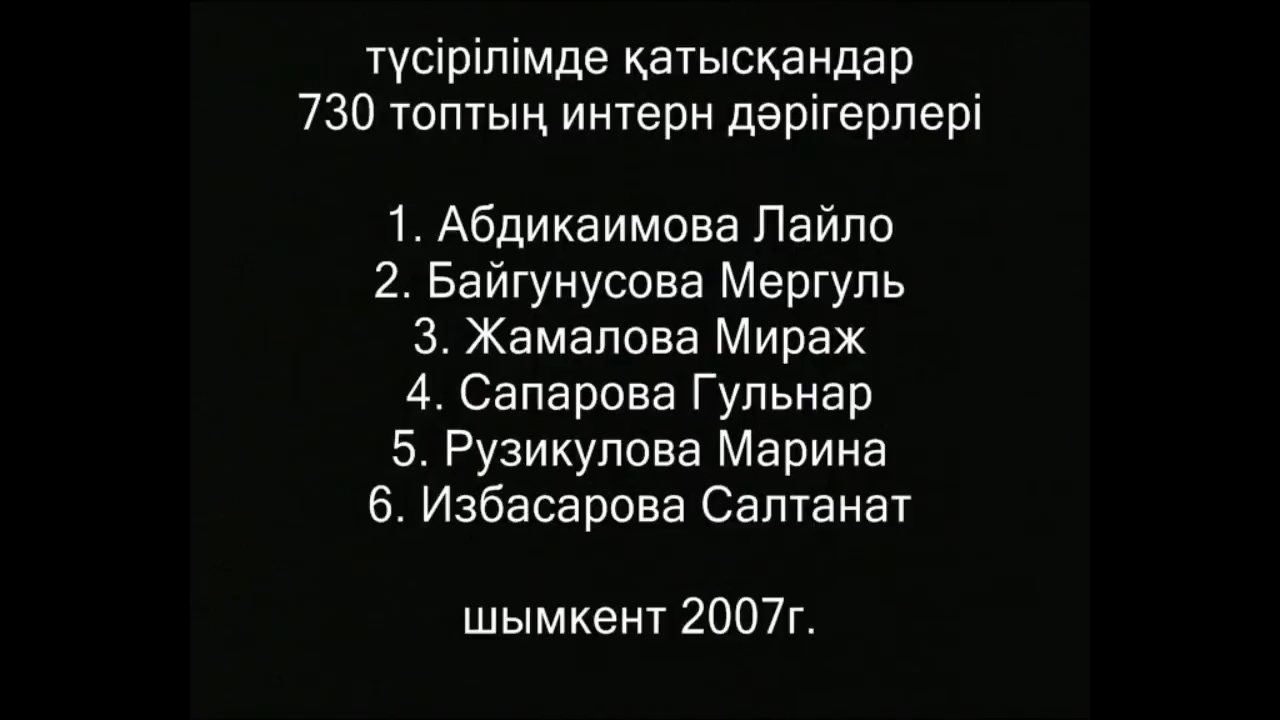 түсірілімде қатысқандар
730 топтың интерн дәрігерлері
1. Абдикаимова Лайло
2. Байгунусова Мергуль
3. Жамалова Мираж
4. Сапарова Гульнар
5. Рузикулова Марина
6. Избасарова Салтанат
шымкент 2007г.